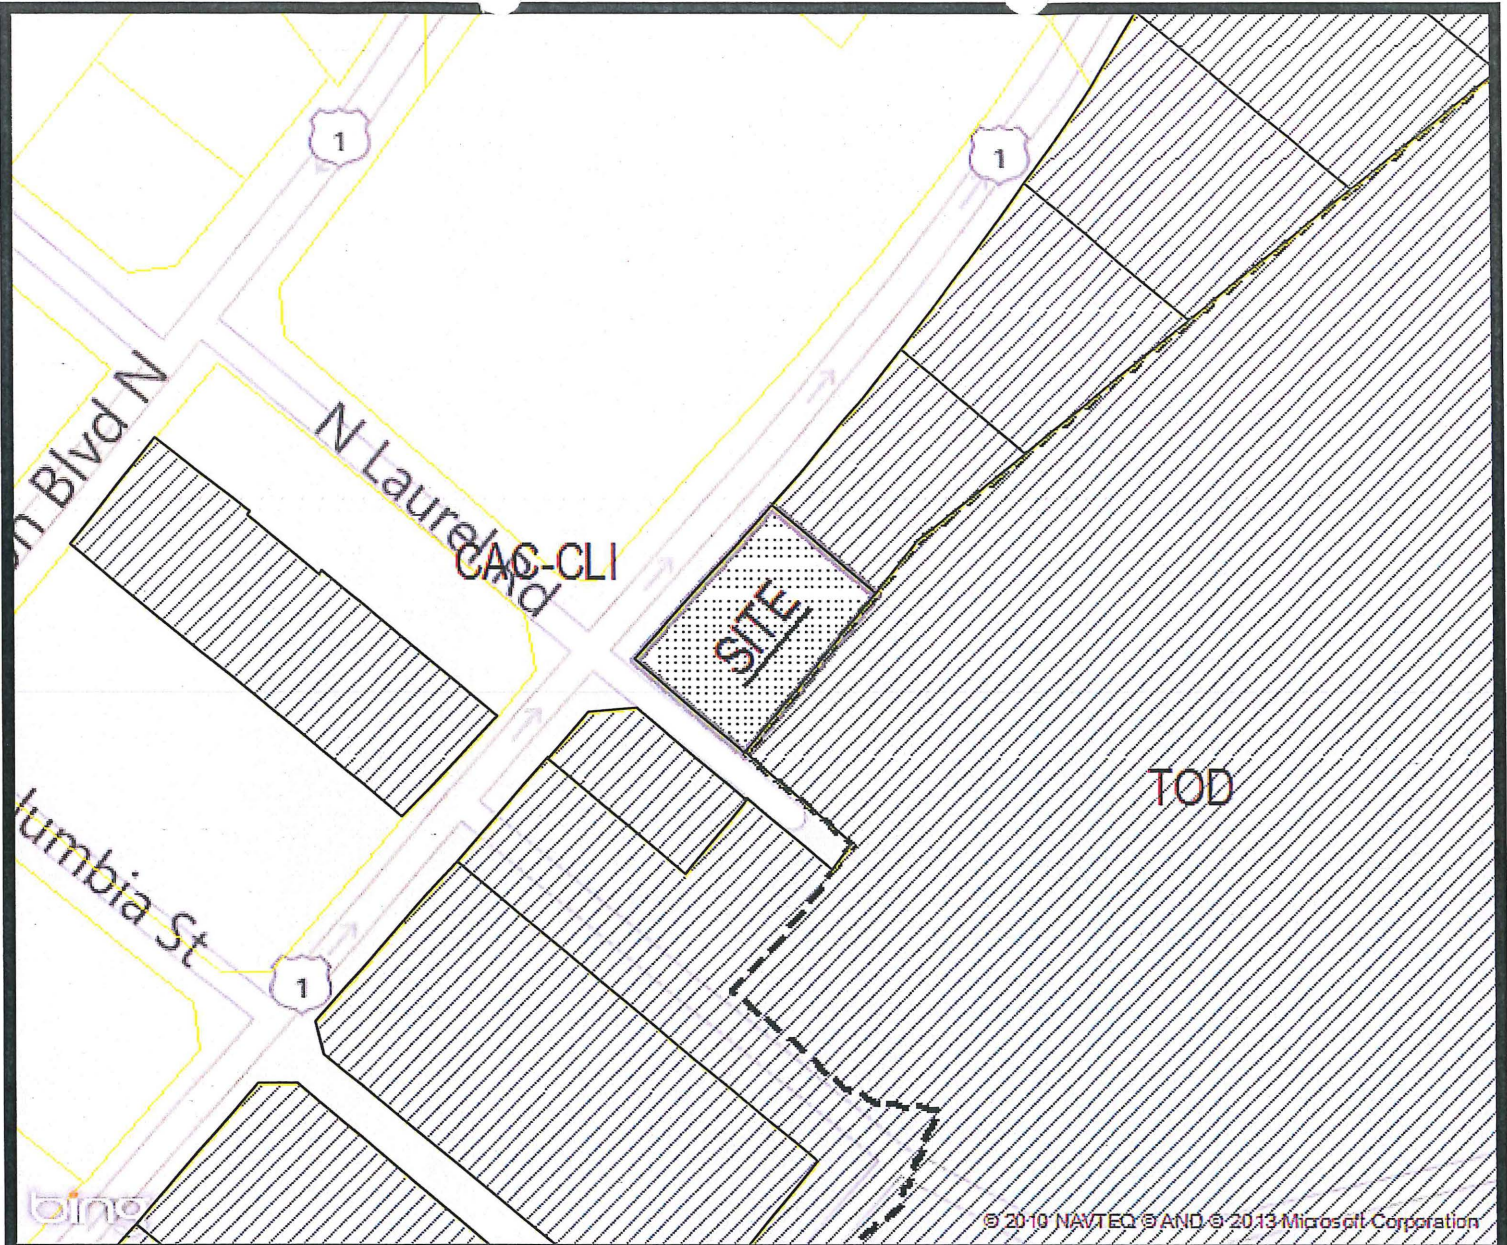 1
1
on Blvd N
N Laurel Rd
CAC-CLI
SITE
TOD
lumbia St
1
bing
© 2010 NAVTEQ © AND © 2013 Microsoft Corporation